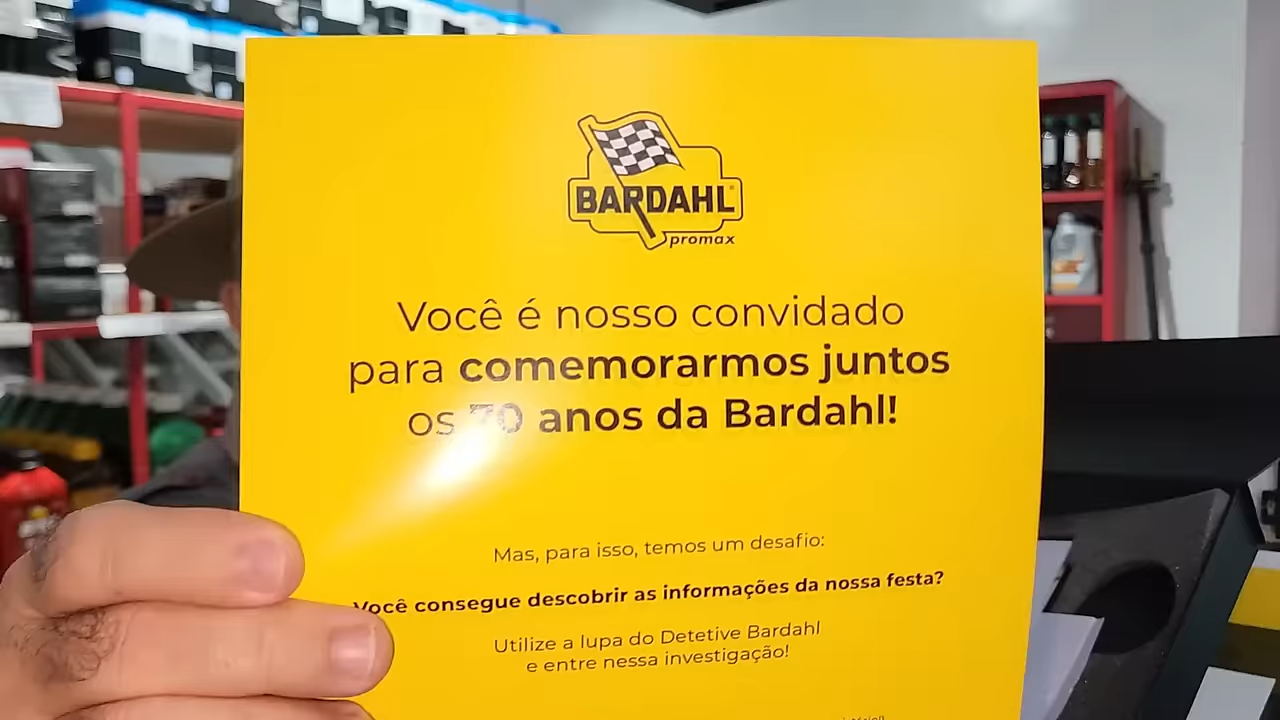 BARDAHL
promax
Você é nosso convidado
para comemorarmos juntos
os 70 anos da Bardahl!
Mas, para isso, temos um desafio:
Você consegue descobrir as informações da nossa festa?
Utilize a lupa do Detetive Bardahl
e entre nessa investigação!